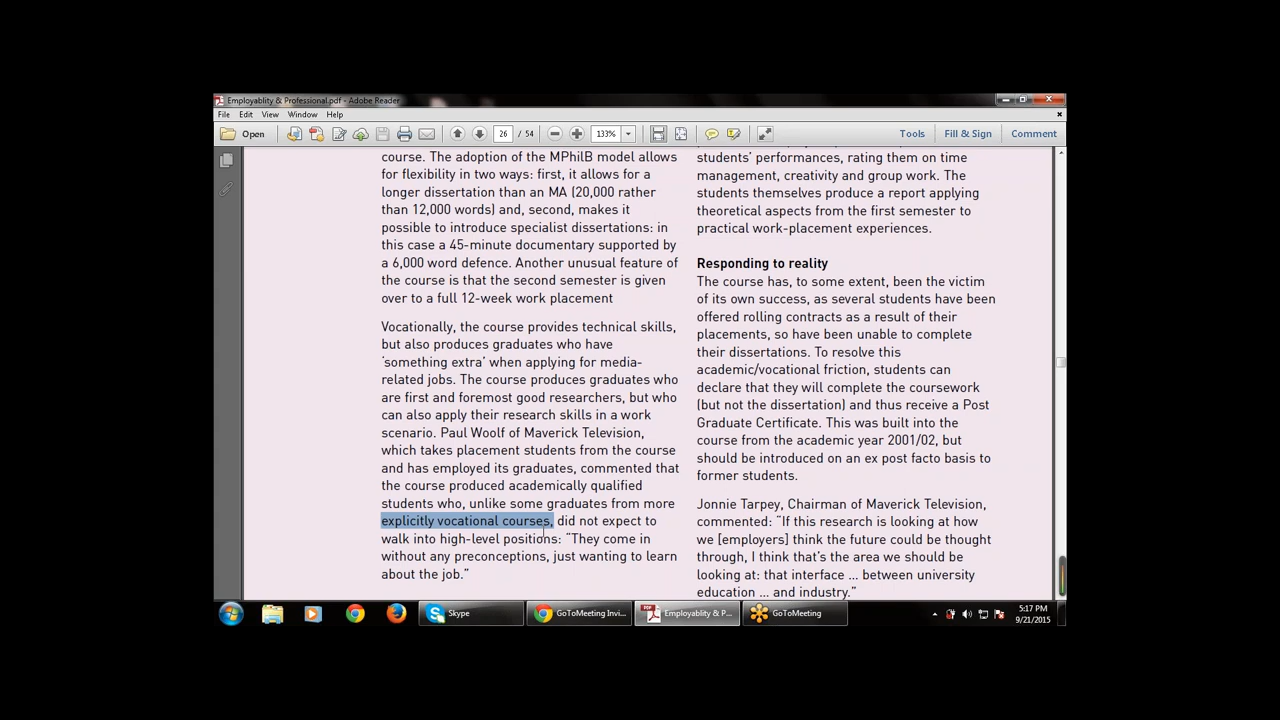 Employablity & Professional.pdf - Adobe Reader
File Edit View Window Help
Open 26 / 54 133% Tools Fill & Sign Comment
course. The adoption of the MPhilB model allows
for flexibility in two ways: first, it allows for a
longer dissertation than an MA (20,000 rather
than 12,000 words) and, second, makes it
possible to introduce specialist dissertations: in
this case a 45-minute documentary supported by
a 6,000 word defence. Another unusual feature of
the course is that the second semester is given
over to a full 12-week work placement
Vocationally, the course provides technical skills,
but also produces graduates who have
‘something extra’ when applying for media-
related jobs. The course produces graduates who
are first and foremost good researchers, but who
can also apply their research skills in a work
scenario. Paul Woolf of Maverick Television,
which takes placement students from the course
and has employed its graduates, commented that
the course produced academically qualified
students who, unlike some graduates from more
explicitly vocational courses, did not expect to
walk into high-level positions: “They come in
without any preconceptions, just wanting to learn
about the job.”
students’ performances, rating them on time
management, creativity and group work. The
students themselves produce a report applying
theoretical aspects from the first semester to
practical work-placement experiences.
Responding to reality
The course has, to some extent, been the victim
of its own success, as several students have been
offered rolling contracts as a result of their
placements, so have been unable to complete
their dissertations. To resolve this
academic/vocational friction, students can
declare that they will complete the coursework
(but not the dissertation) and thus receive a Post
Graduate Certificate. This was built into the
course from the academic year 2001/02, but
should be introduced on an ex post facto basis to
former students.
Jonnie Tarpey, Chairman of Maverick Television,
commented: “If this research is looking at how
we [employers] think the future could be thought
through, I think that’s the area we should be
looking at: that interface ... between university
education ... and industry.”
Skype GoToMeeting Invi... Employablity & P... GoToMeeting
5:17 PM
9/21/2015